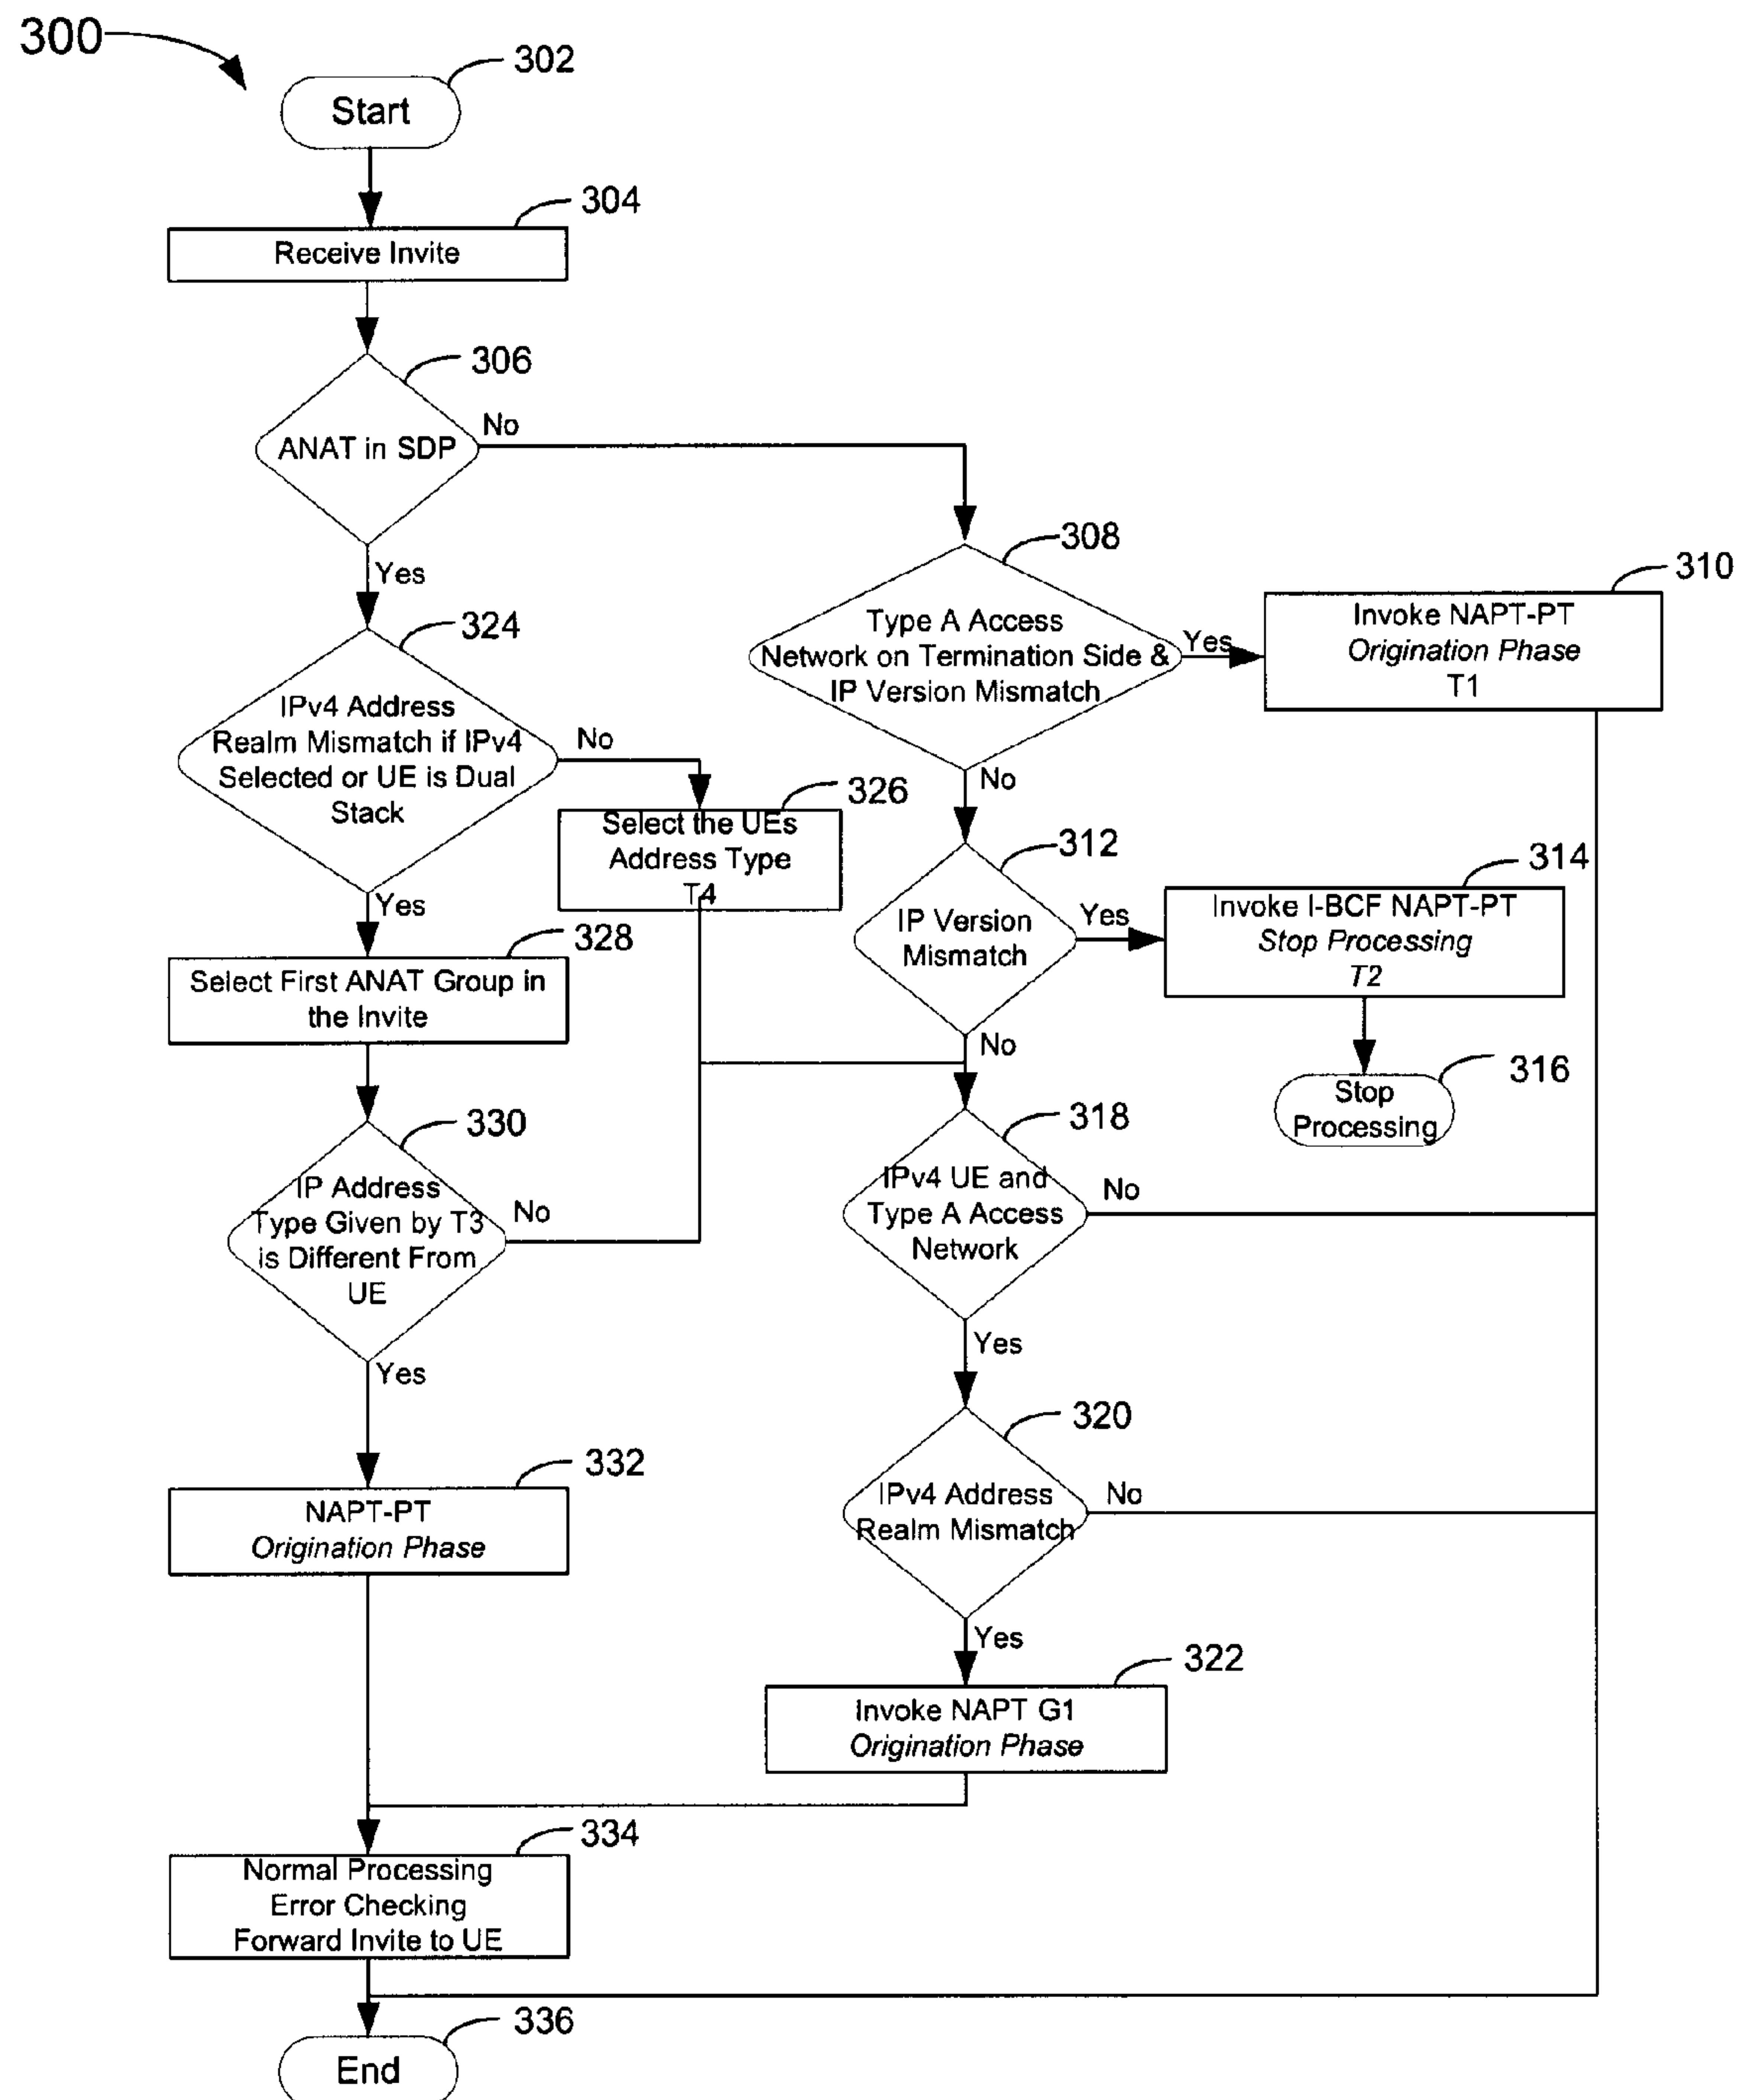 300
302
Start
304
Receive Invite
306
ANAT in SDP
No
Yes
308
Type A Access
Network on Termination Side &
IP Version Mismatch
Yes
No
310
Invoke NAPT-PT
Origination Phase
T1
324
IPv4 Address
Realm Mismatch if IPv4
Selected or UE is Dual
Stack
No
Yes
326
Select the UEs
Address Type
T4
312
IP Version
Mismatch
Yes
No
314
Invoke I-BCF NAPT-PT
Stop Processing
T2
316
Stop
Processing
328
Select First ANAT Group in
the Invite
330
IP Address
Type Given by T3
is Different From
UE
No
Yes
318
IPv4 UE and
Type A Access
Network
No
Yes
320
IPv4 Address
Realm Mismatch
No
Yes
332
NAPT-PT
Origination Phase
322
Invoke NAPT G1
Origination Phase
334
Normal Processing
Error Checking
Forward Invite to UE
336
End